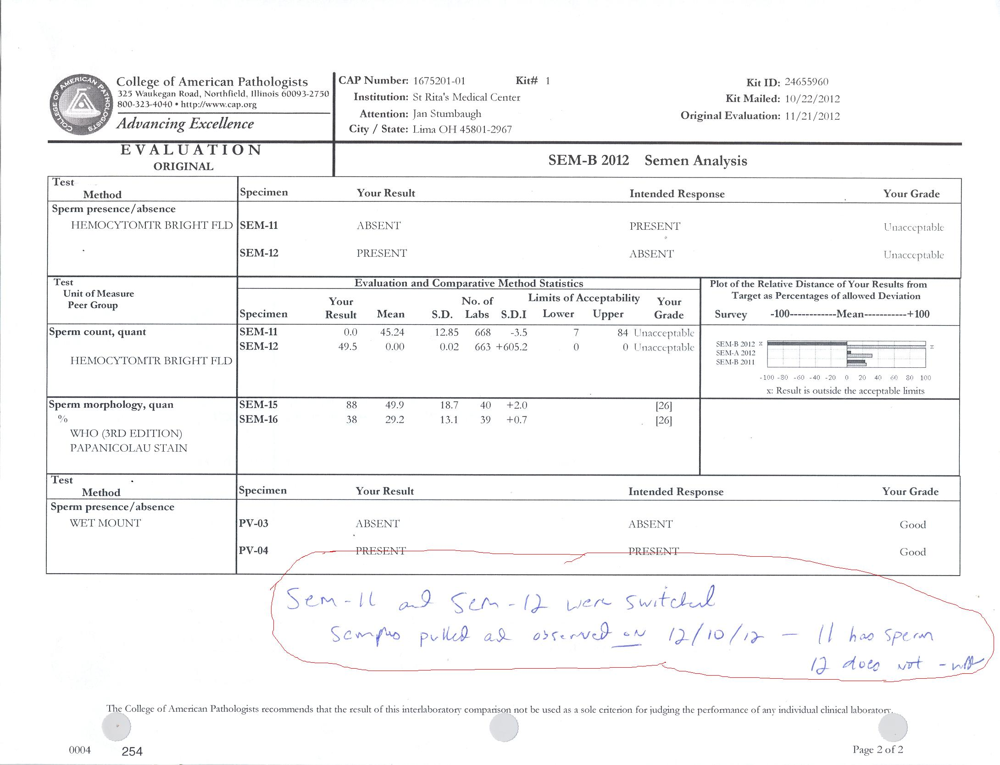 COLLEGE OF AMERICAN PATHOLOGISTS
College of American Pathologists
325 Waukegan Road, Northfield, Illinois 60093-2750
800-323-4040 • http://www.cap.org
Advancing Excellence
CAP Number: 1675201-01 Kit# 1
Institution: St Rita's Medical Center
Attention: Jan Stumbaugh
City / State: Lima OH 45801-2967
Kit ID: 24655960
Kit Mailed: 10/22/2012
Original Evaluation: 11/21/2012
EVALUATION
ORIGINAL
SEM-B 2012 Semen Analysis
Test
Method Specimen Your Result Intended Response Your Grade
Sperm presence/absence
HEMOCYTOMTR BRIGHT FLD SEM-11 ABSENT PRESENT Unacceptable
SEM-12 PRESENT ABSENT Unacceptable
Test
Unit of Measure
Peer Group
Evaluation and Comparative Method Statistics
Specimen Your Result Mean S.D. No. of Labs S.D.I Limits of Acceptability Lower Upper Your Grade
Plot of the Relative Distance of Your Results from
Target as Percentages of allowed Deviation
Survey -100------------Mean-----------+100
Sperm count, quant SEM-11 0.0 45.24 12.85 668 -3.5 7 84 Unacceptable
SEM-12 49.5 0.00 0.02 663 +605.2 0 0 Unacceptable
HEMOCYTOMTR BRIGHT FLD
SEM-B 2012 x x
SEM-A 2012
SEM-B 2011
-100 -80 -60 -40 -20 0 20 40 60 80 100
x: Result is outside the acceptable limits
Sperm morphology, quan SEM-15 88 49.9 18.7 40 +2.0 [26]
% SEM-16 38 29.2 13.1 39 +0.7 [26]
WHO (3RD EDITION)
PAPANICOLAU STAIN
Test
Method Specimen Your Result Intended Response Your Grade
Sperm presence/absence
WET MOUNT PV-03 ABSENT ABSENT Good
PV-04 PRESENT PRESENT Good
Sem-11 and Sem-12 were switched
Samples pulled ad observed on 12/10/12 - 11 has sperm
12 does not -
The College of American Pathologists recommends that the result of this interlaboratory comparison not be used as a sole criterion for judging the performance of any individual clinical laboratory.
0004 254 Page 2 of 2